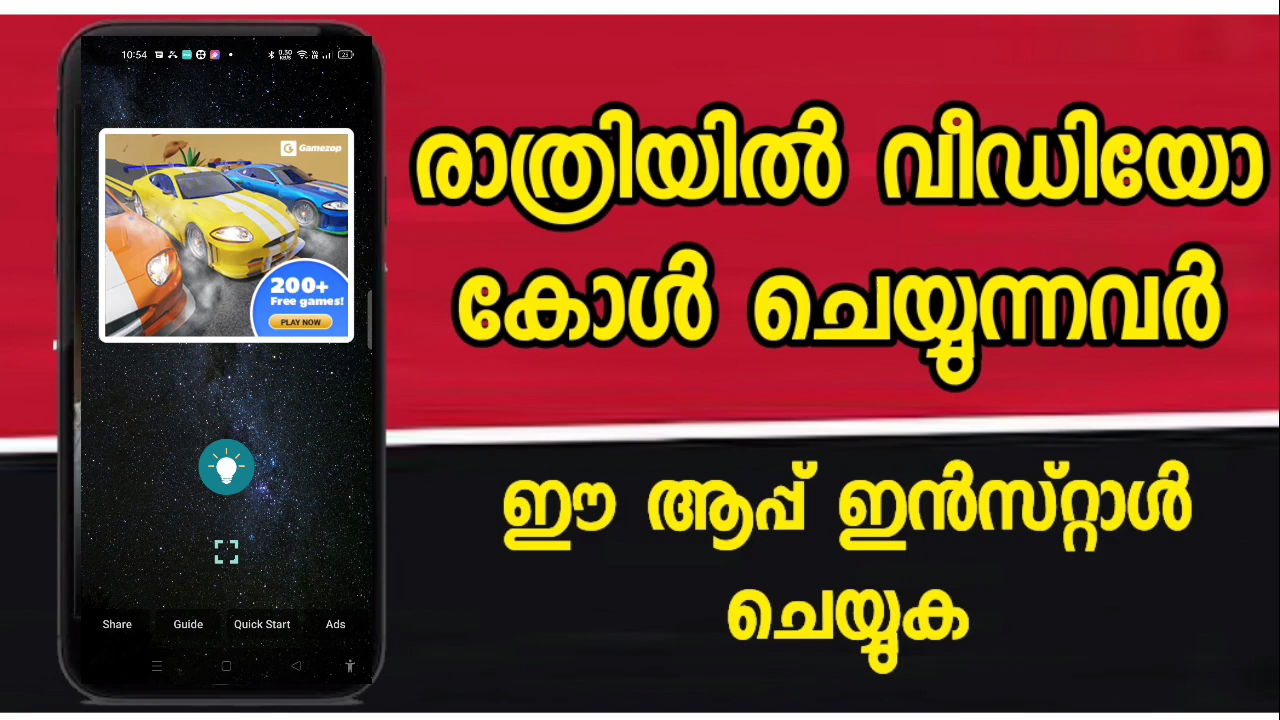 10:54
Gamezop
200+
Free games!
PLAY NOW
Share Guide Quick Start Ads
രാത്രിയിൽ വീഡിയോ
കോൾ ചെയ്യുന്നവർ
ഈ ആപ്പ് ഇൻസ്റ്റാൾ
ചെയ്യുക